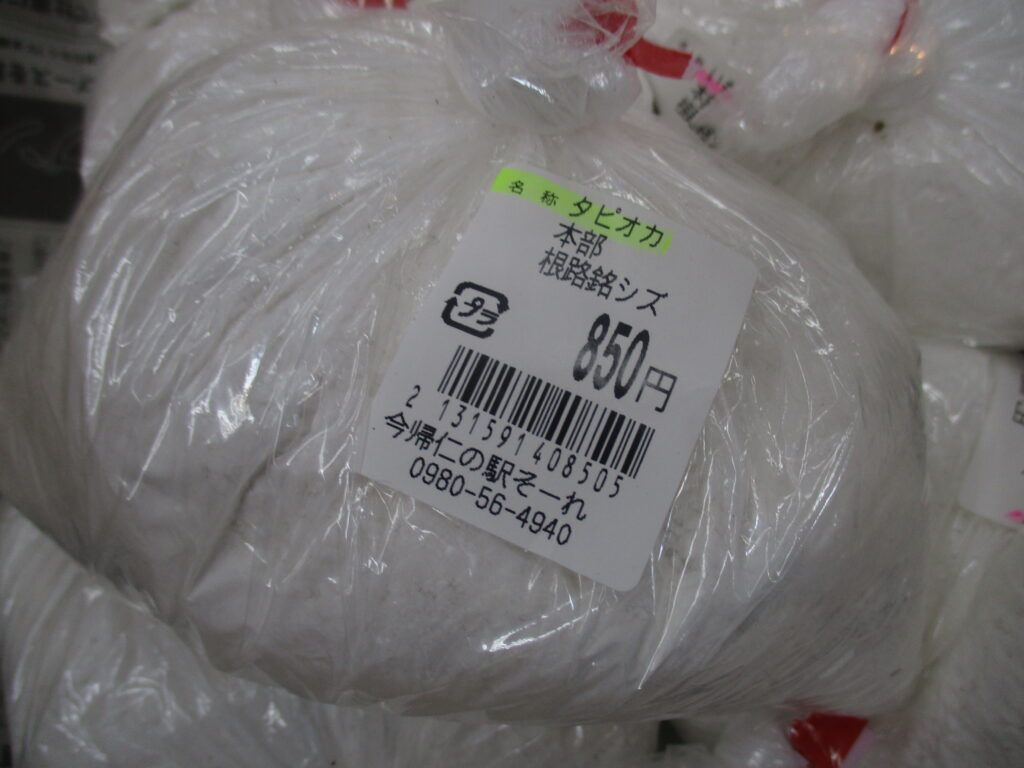 名称 タピオカ
本部
根路銘シズ
プラ
850円
2 131591 408505
今帰仁の駅そーれ
0980-56-4940